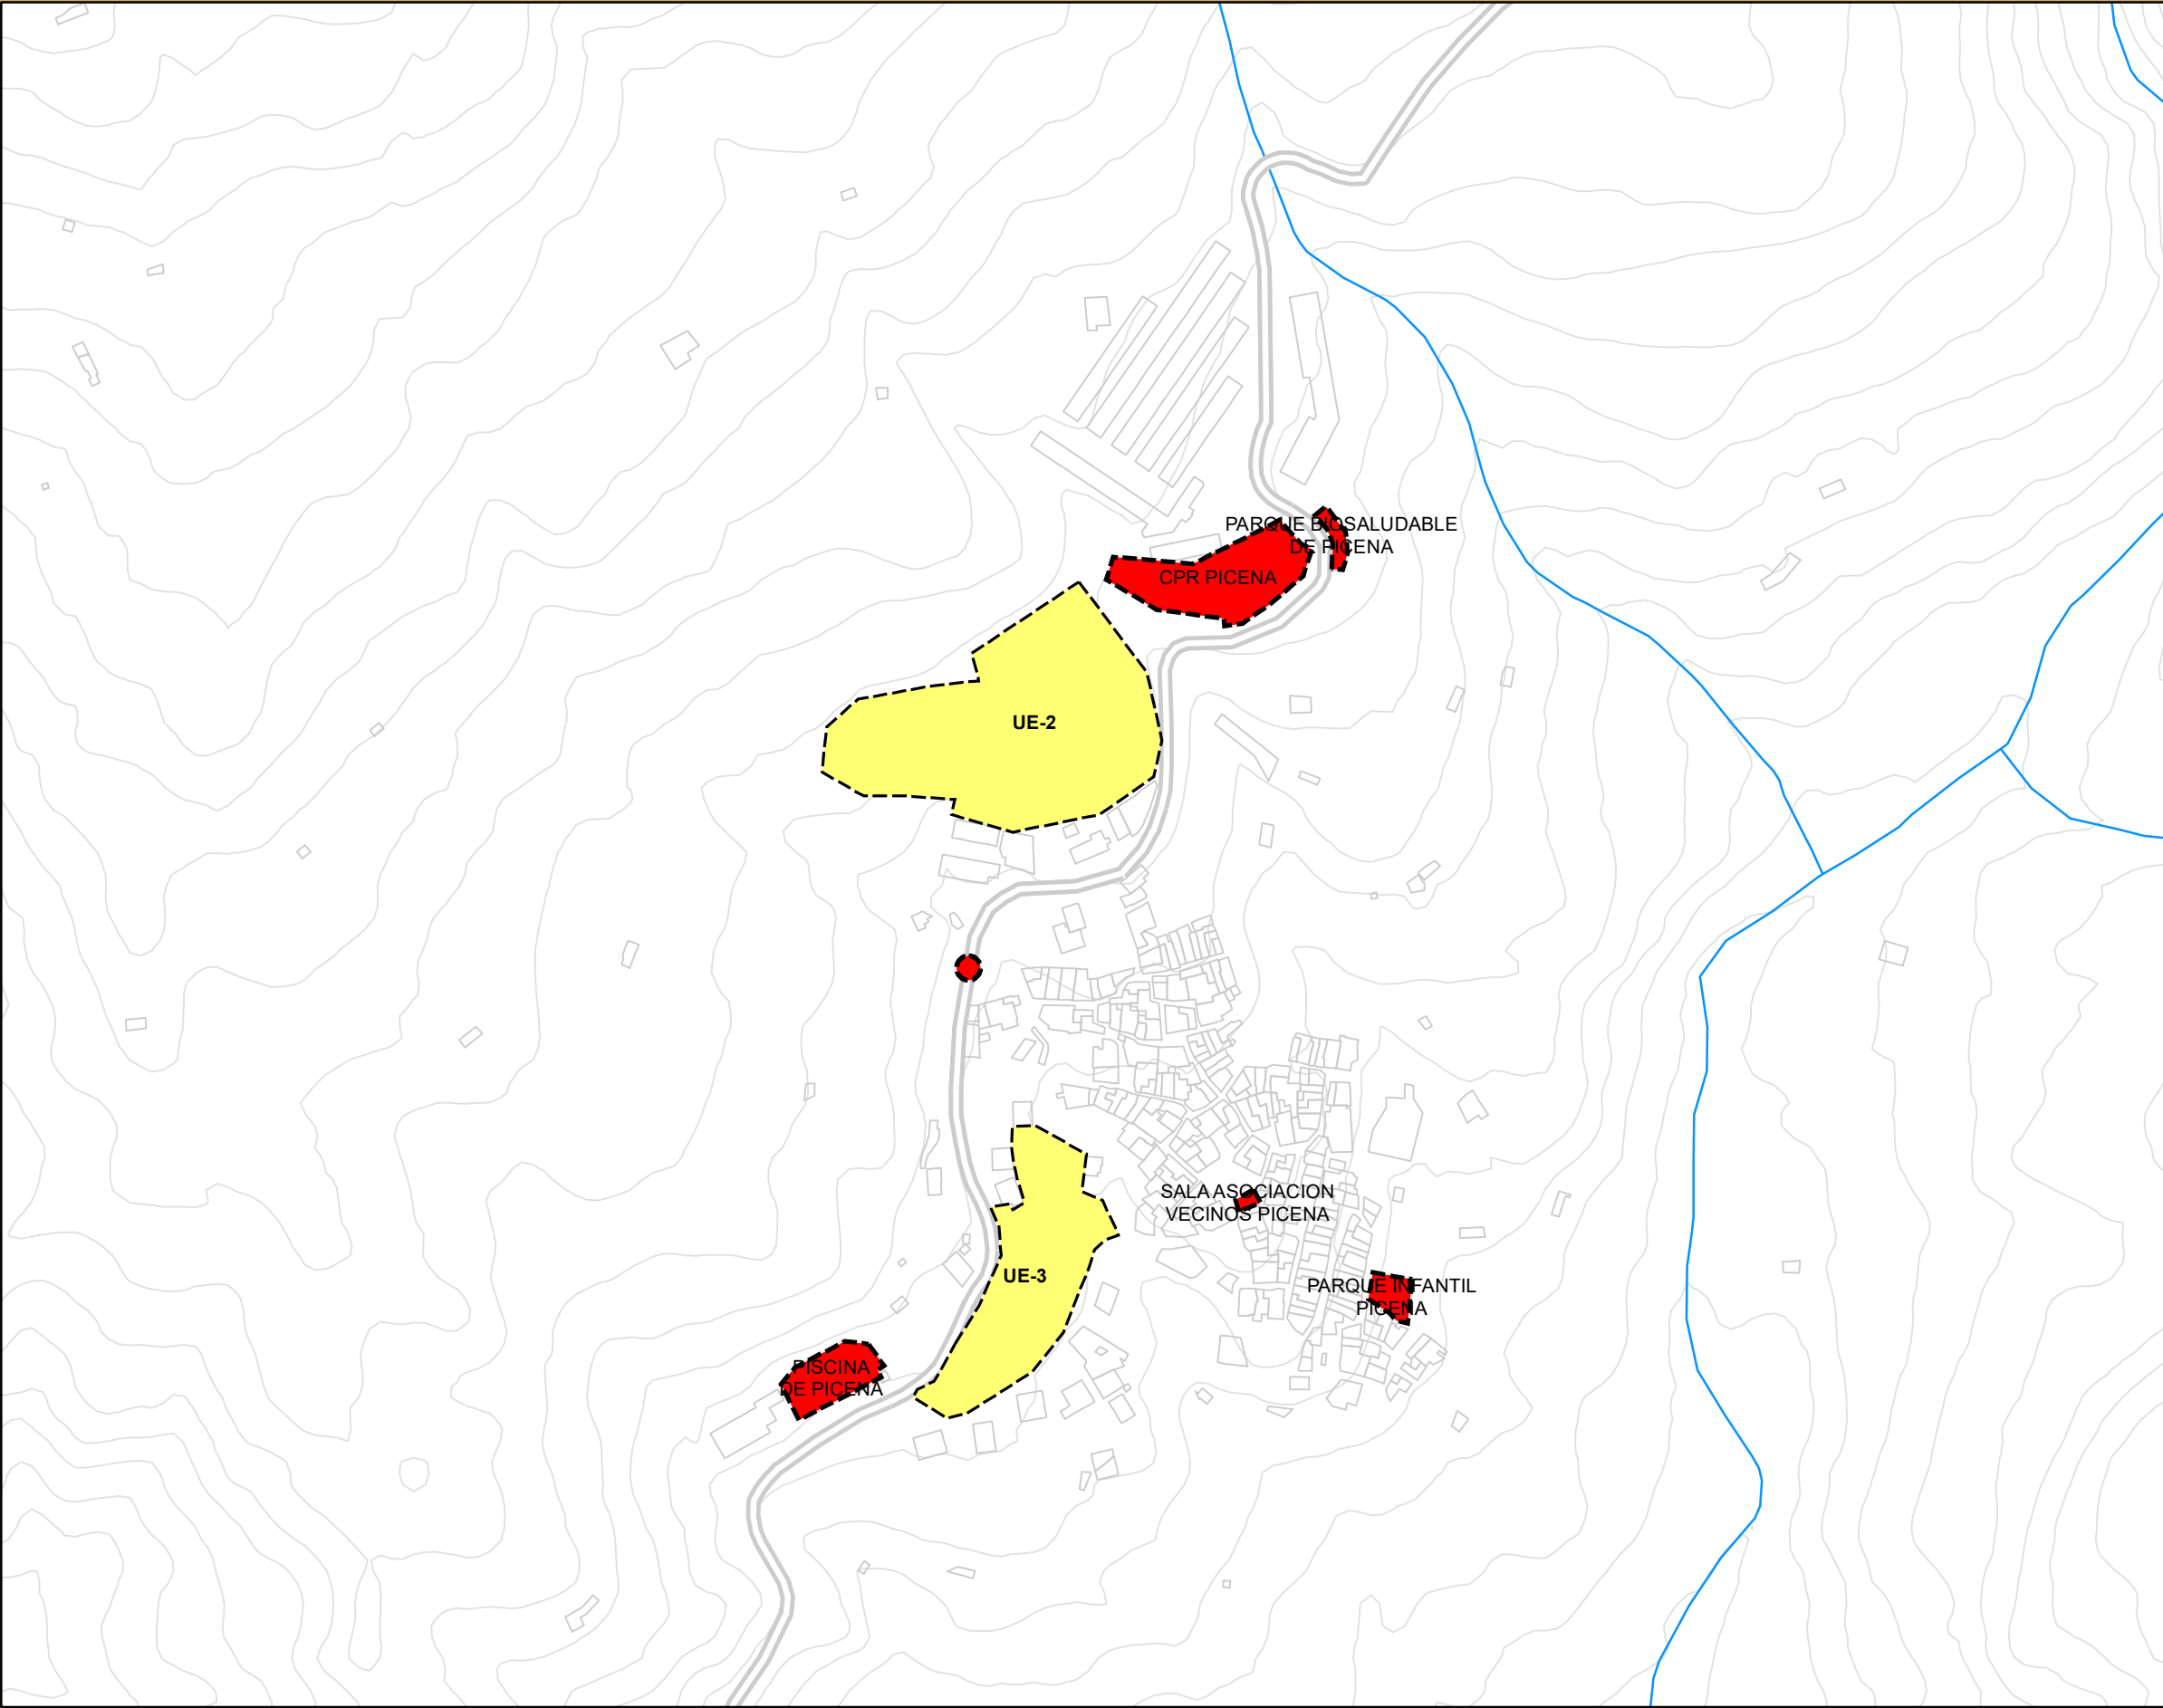 PARQUE BIOSALUDABLE
DE PICENA
CPR PICENA
UE-2
SALA ASOCIACION
VECINOS PICENA
UE-3
PARQUE INFANTIL
PICENA
PISCINA
DE PICENA